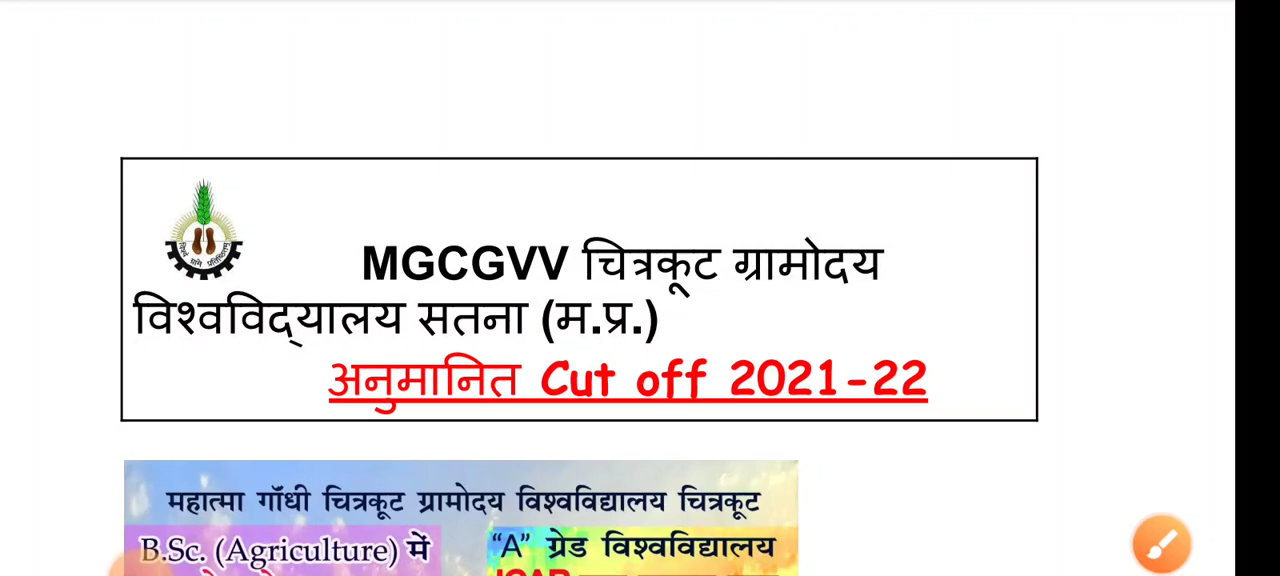 MGCGVV चित्रकूट ग्रामोदय
विश्वविद्यालय सतना (म.प्र.)
अनुमानित Cut off 2021-22
महात्मा गाँधी चित्रकूट ग्रामोदय विश्वविद्यालय चित्रकूट
B.Sc. (Agriculture) में
“A” ग्रेड विश्वविद्यालय